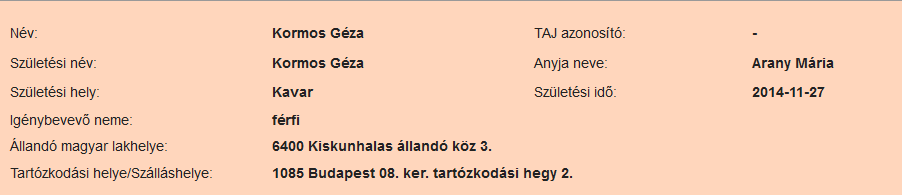 Név: Kormos Géza TAJ azonosító: -
Születési név: Kormos Géza Anyja neve: Arany Mária
Születési hely: Kavar Születési idő: 2014-11-27
Igénybevevő neme: férfi
Állandó magyar lakhelye: 6400 Kiskunhalas állandó köz 3.
Tartózkodási helye/Szálláshelye: 1085 Budapest 08. ker. tartózkodási hegy 2.